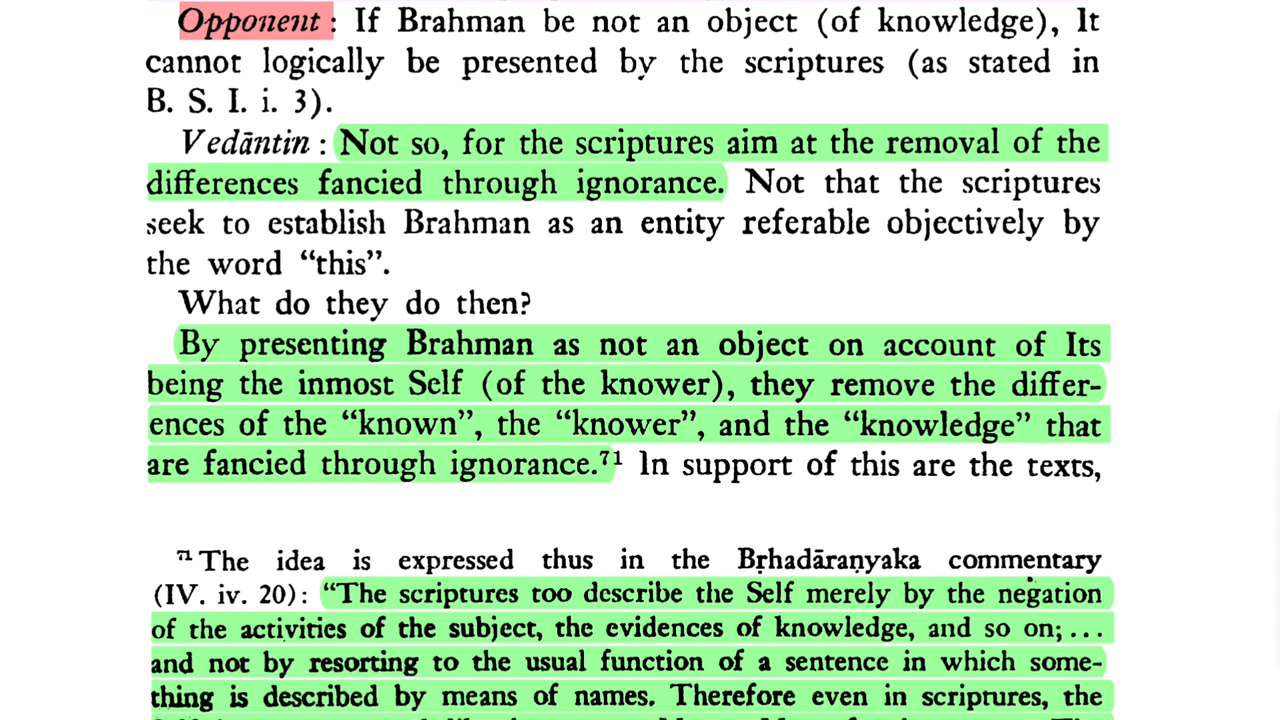 Opponent : If Brahman be not an object (of knowledge), It
cannot logically be presented by the scriptures (as stated in
B. S. I. i. 3).
Vedāntin : Not so, for the scriptures aim at the removal of the
differences fancied through ignorance. Not that the scriptures
seek to establish Brahman as an entity referable objectively by
the word “this”.
What do they do then?
By presenting Brahman as not an object on account of Its
being the inmost Self (of the knower), they remove the differ-
ences of the “known”, the “knower”, and the “knowledge” that
are fancied through ignorance.⁷¹ In support of this are the texts,
⁷¹ The idea is expressed thus in the Bṛhadāraṇyaka commentary
(IV. iv. 20): “The scriptures too describe the Self merely by the negation
of the activities of the subject, the evidences of knowledge, and so on;...
and not by resorting to the usual function of a sentence in which some-
thing is described by means of names. Therefore even in scriptures, the